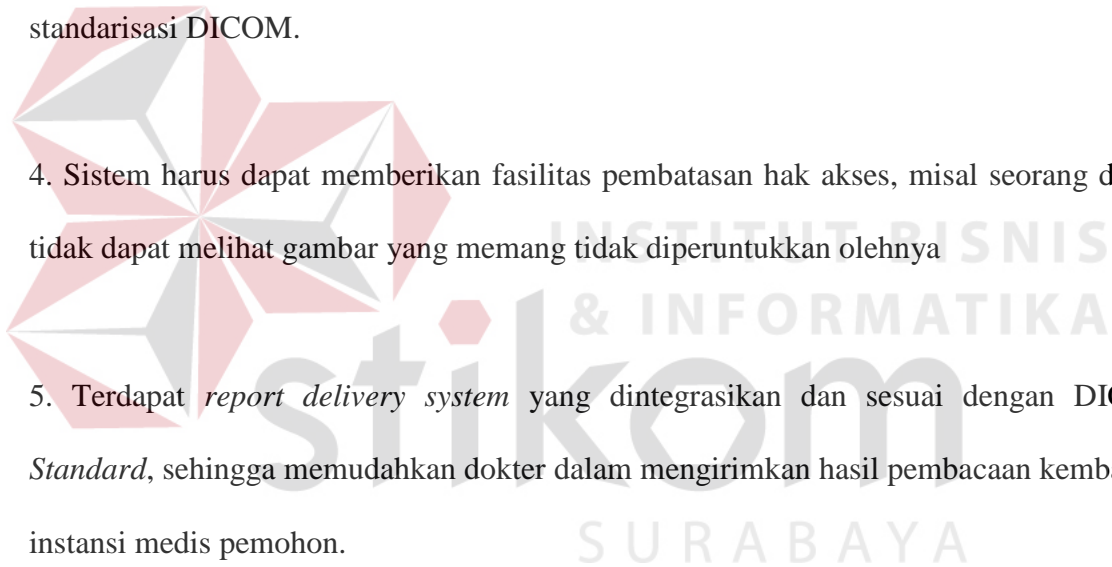 standarisasi DICOM.
4. Sistem harus dapat memberikan fasilitas pembatasan hak akses, misal seorang d
tidak dapat melihat gambar yang memang tidak diperuntukkan olehnya
INSTITUT BISNIS
& INFORMATIKA
stikom
5. Terdapat report delivery system yang dintegrasikan dan sesuai dengan DIC
Standard, sehingga memudahkan dokter dalam mengirimkan hasil pembacaan kemba
instansi medis pemohon.
SURABAYA